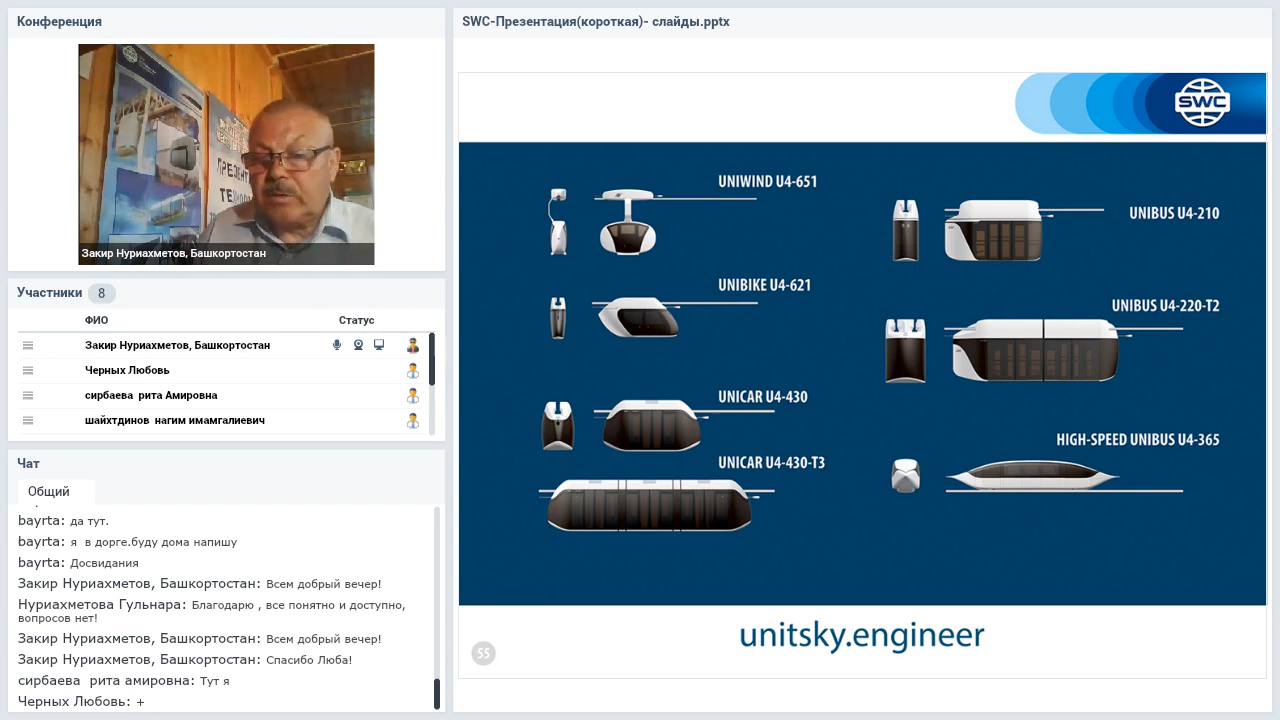 Конференция
ПРЕЗЕНТ
ТЕХНОЛОГ
Закир Нуриахметов, Башкортостан
Участники 8
ФИО Статус
Закир Нуриахметов, Башкортостан
Черных Любовь
сирбаева рита Амировна
шайхтдинов нагим имамгалиевич
Чат
Общий
bayrta: да тут.
bayrta: я в дорге.буду дома напишу
bayrta: Досвидания
Закир Нуриахметов, Башкортостан: Всем добрый вечер!
Нуриахметова Гульнара: Благодарю , все понятно и доступно,
вопросов нет!
Закир Нуриахметов, Башкортостан: Всем добрый вечер!
Закир Нуриахметов, Башкортостан: Спасибо Люба!
сирбаева рита амировна: Тут я
Черных Любовь: +
SWC-Презентация(короткая)- слайды.pptx
SWC
UNIWIND U4-651
UNIBIKE U4-621
UNICAR U4-430
UNICAR U4-430-T3
UNIBUS U4-210
UNIBUS U4-220-T2
HIGH-SPEED UNIBUS U4-365
unitsky.engineer
55